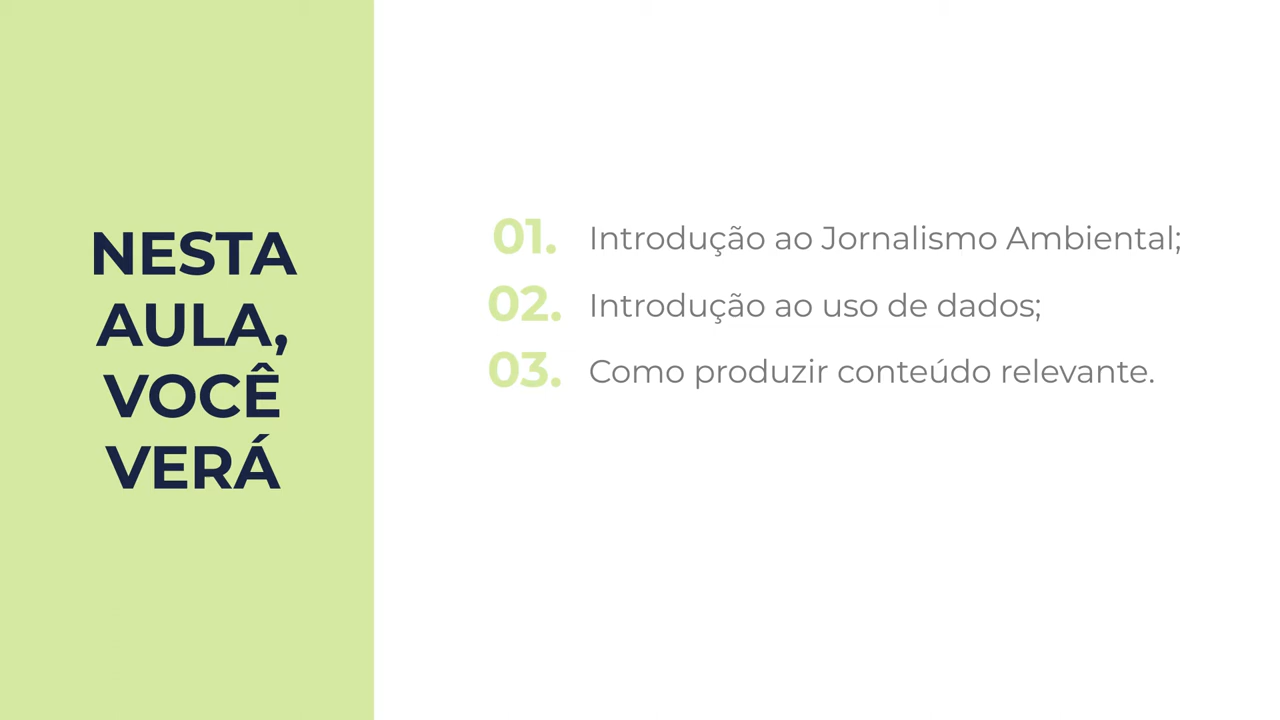 NESTA
AULA,
VOCÊ
VERÁ
01. Introdução ao Jornalismo Ambiental;
02. Introdução ao uso de dados;
03. Como produzir conteúdo relevante.